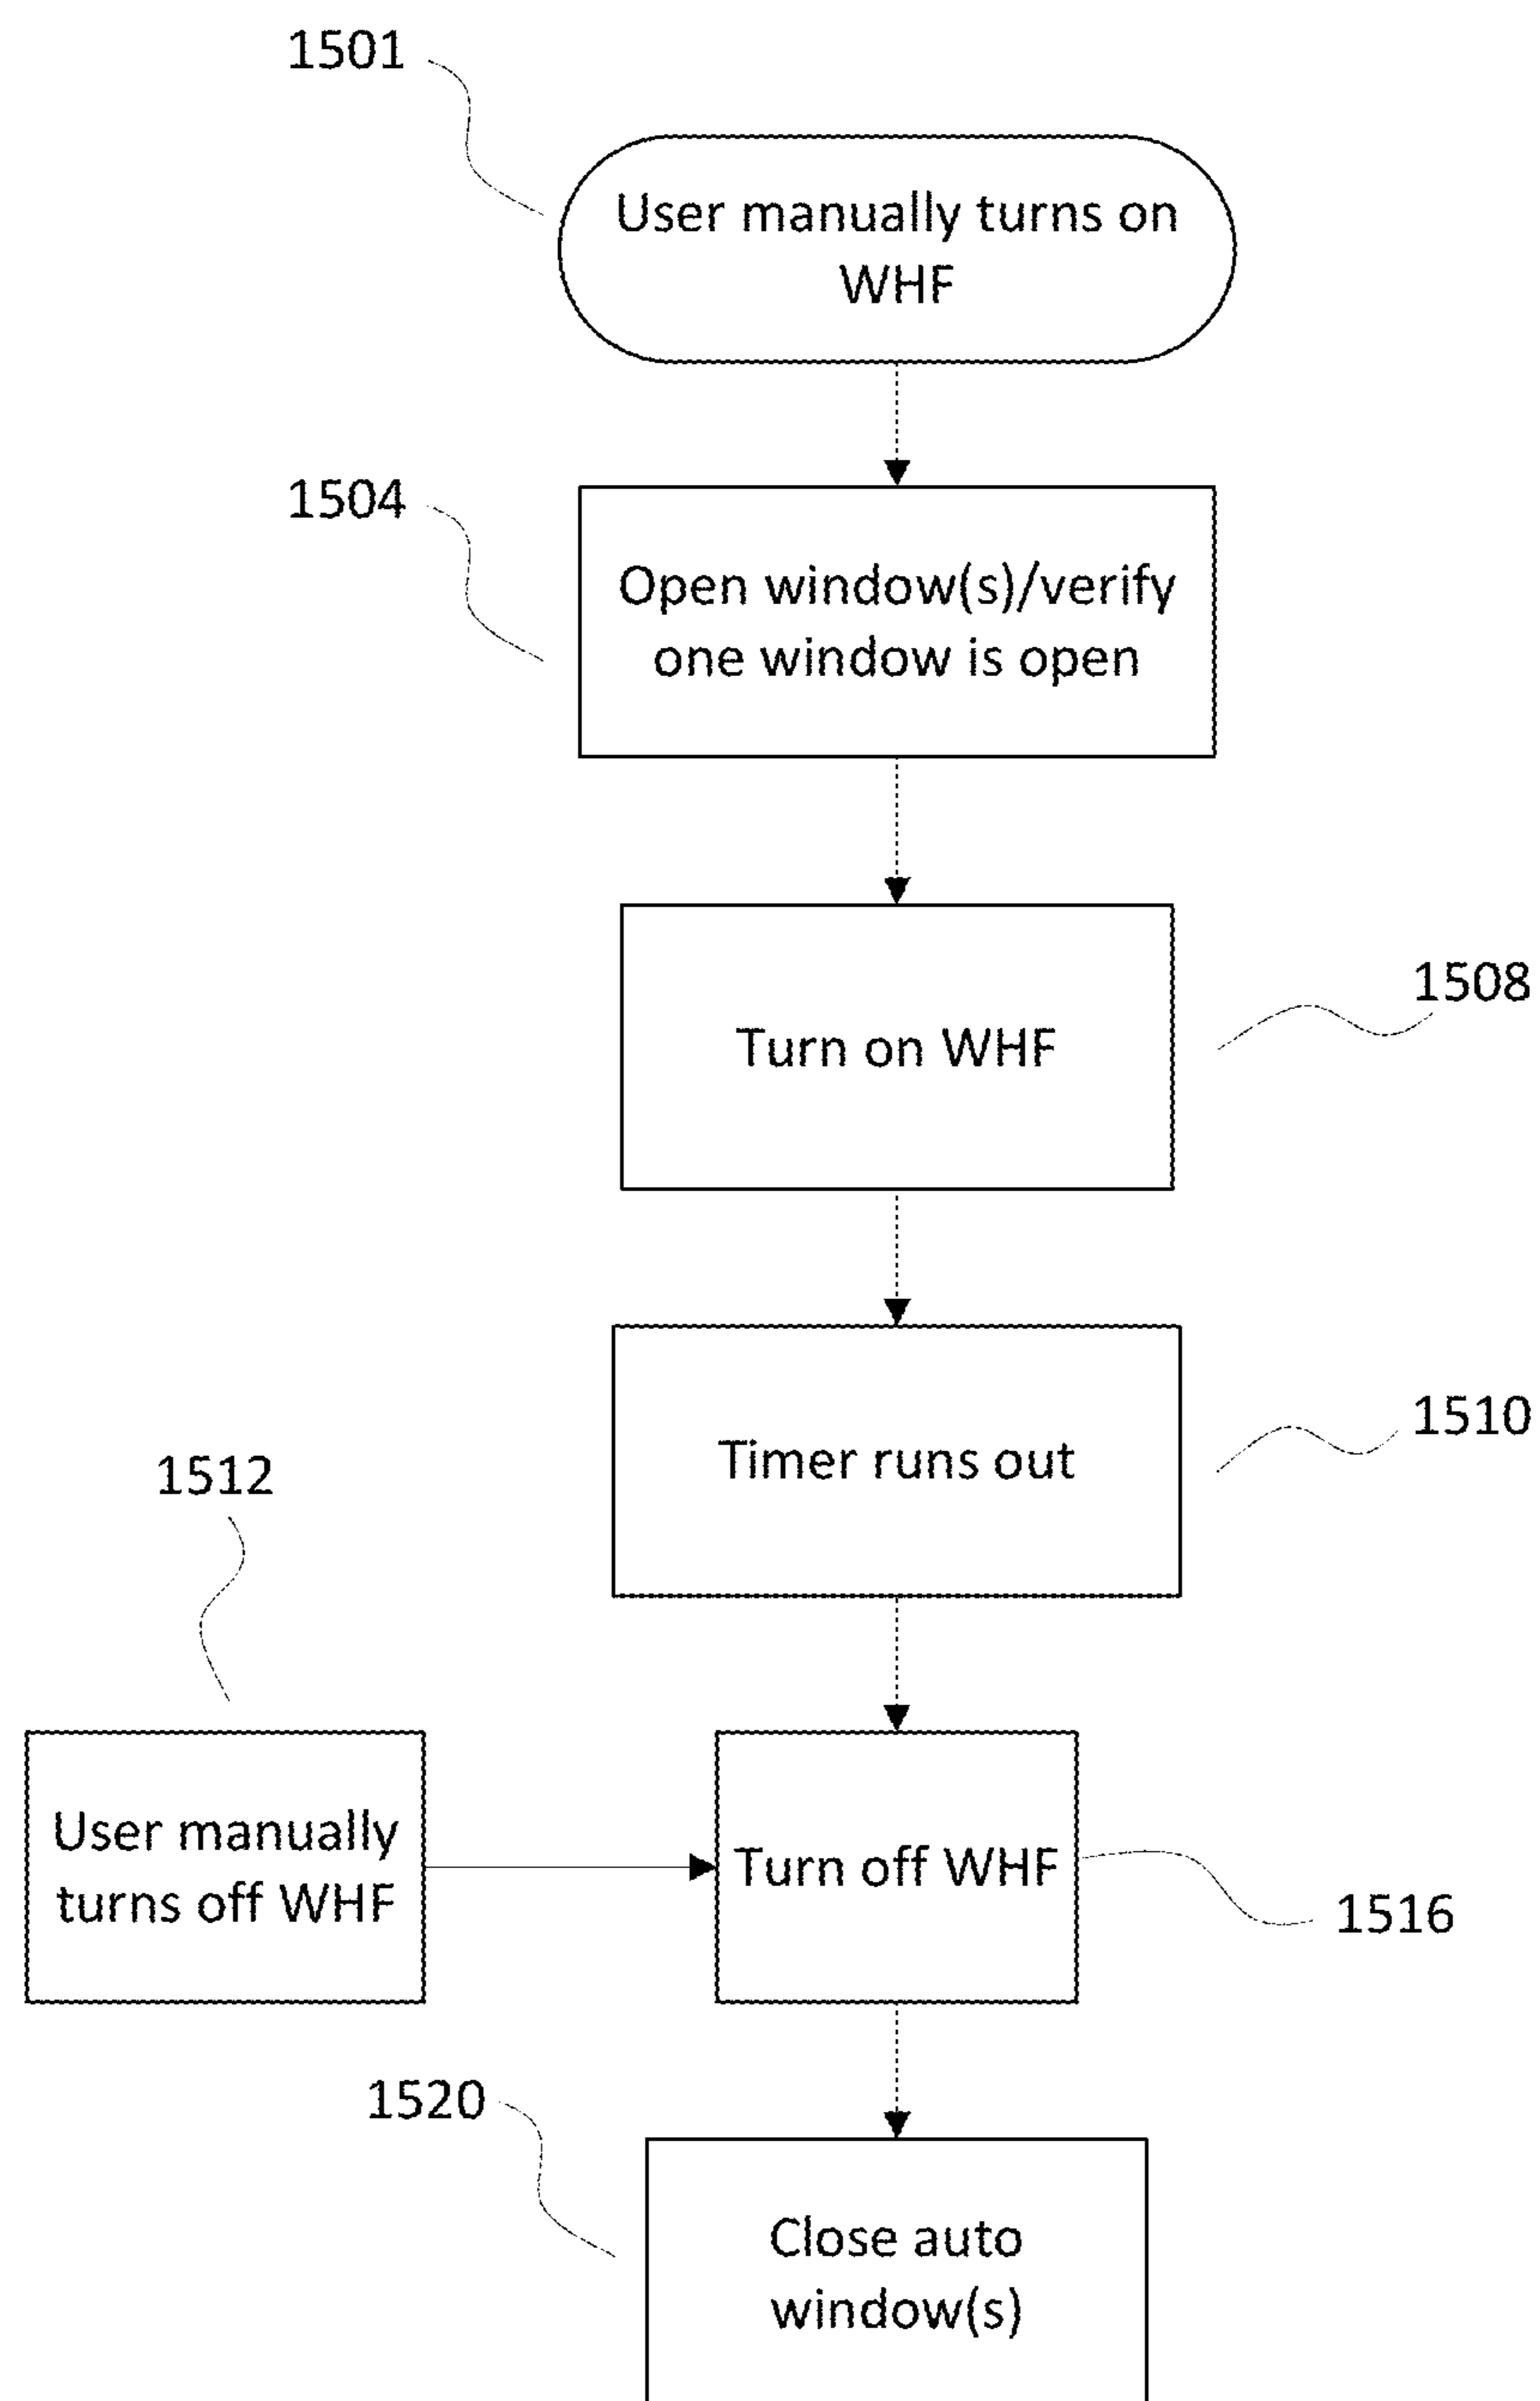 1501
User manually turns on
WHF
1504
Open window(s)/verify
one window is open
1508
Turn on WHF
1510
Timer runs out
1512
User manually
turns off WHF
Turn off WHF
1516
1520
Close auto
window(s)